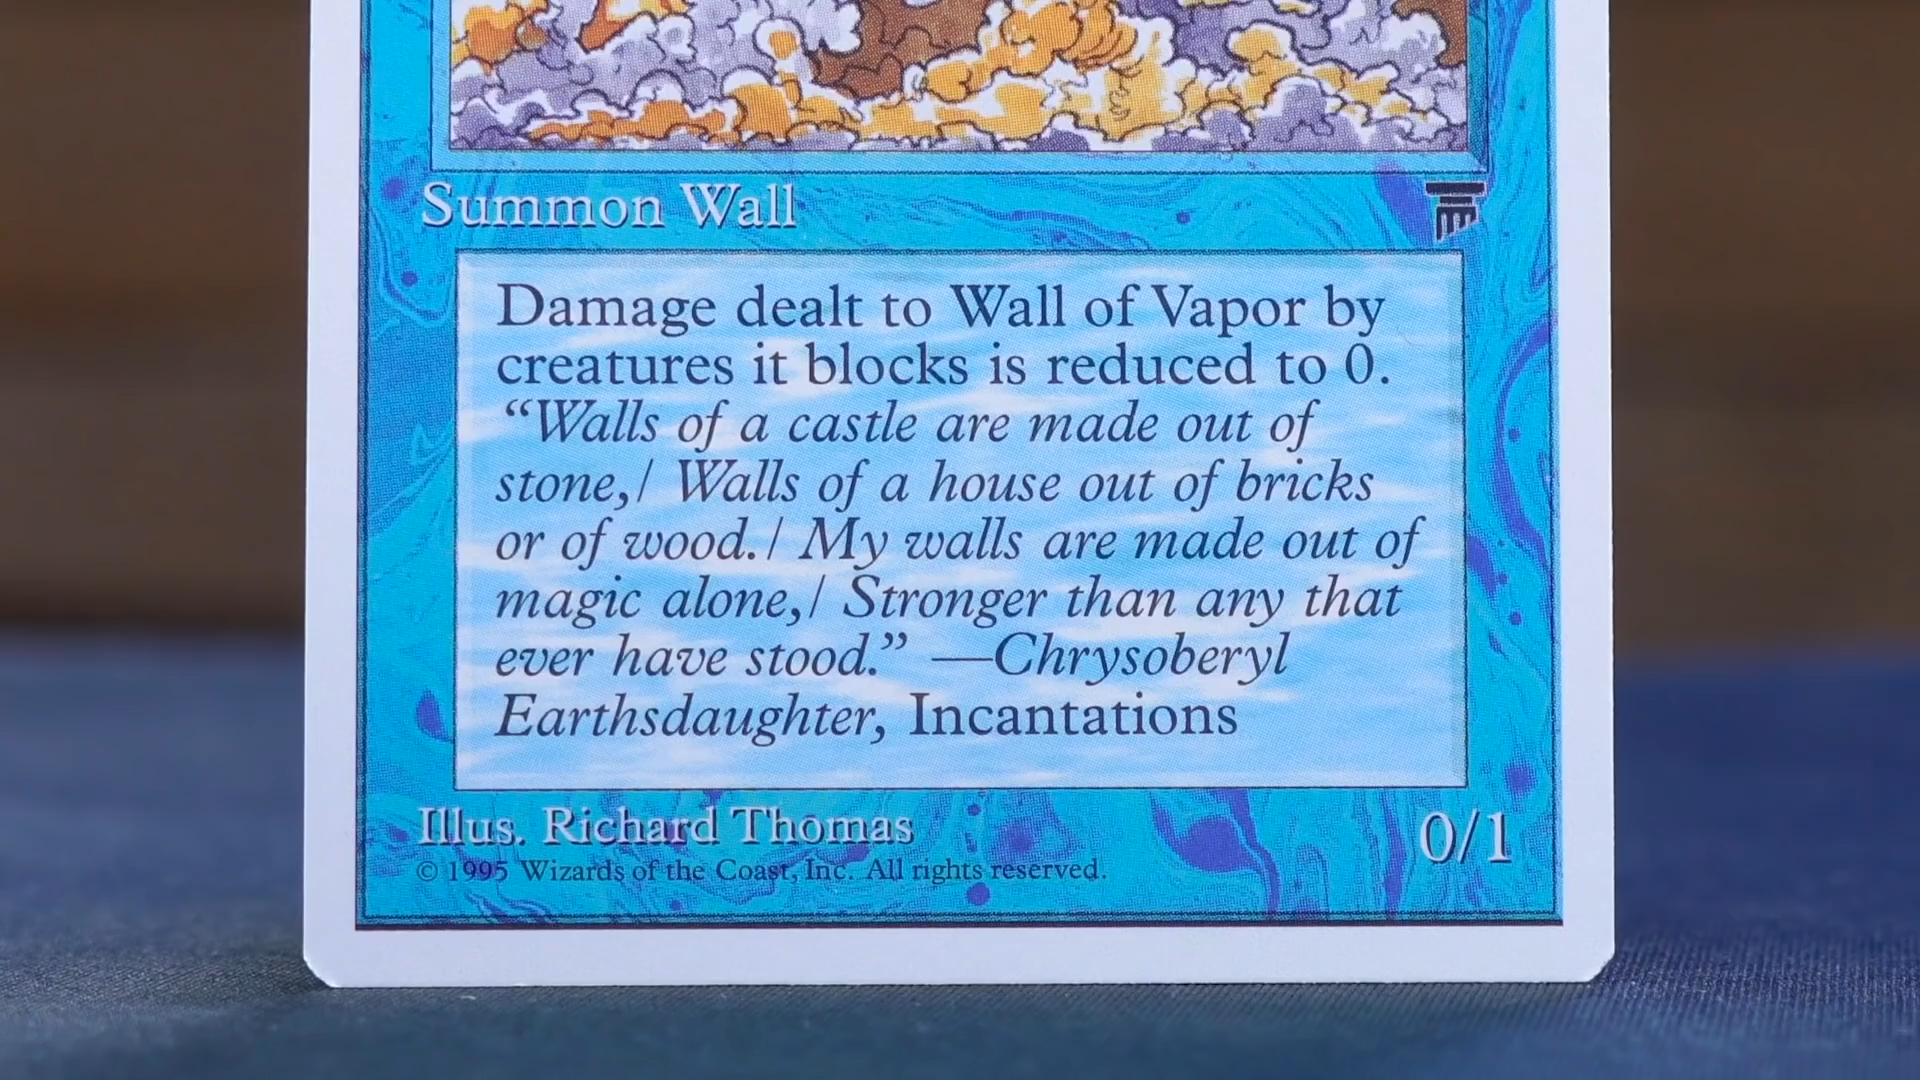 Summon Wall
Damage dealt to Wall of Vapor by
creatures it blocks is reduced to 0.
“Walls of a castle are made out of
stone,/ Walls of a house out of bricks
or of wood./ My walls are made out of
magic alone,/ Stronger than any that
ever have stood.” —Chrysoberyl
Earthsdaughter, Incantations
Illus. Richard Thomas
0/1
© 1995 Wizards of the Coast, Inc. All rights reserved.